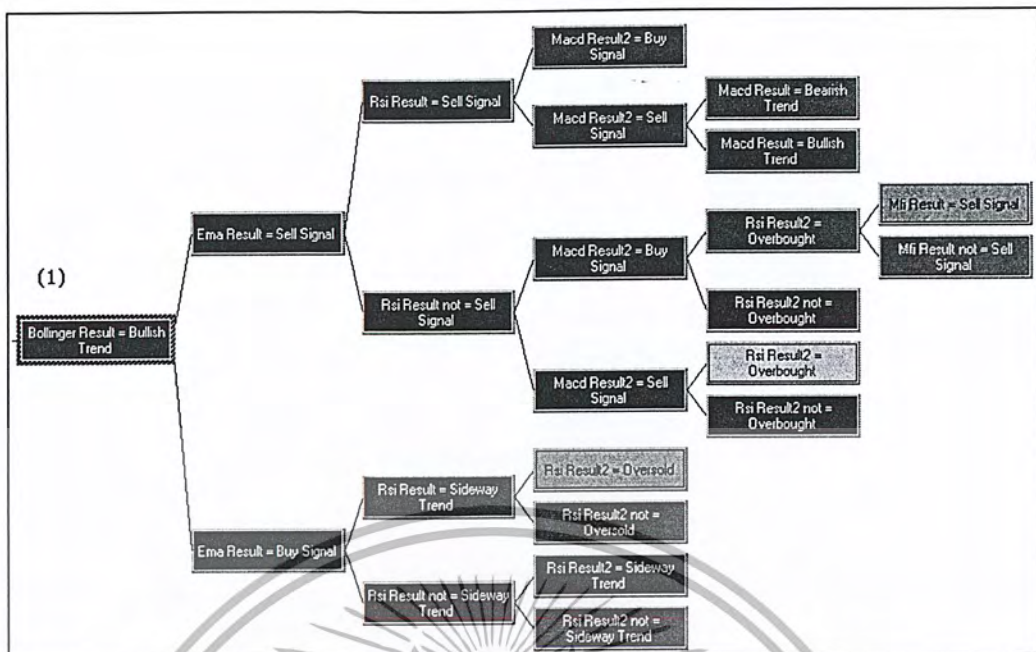 Macd Result2 = Buy
Signal
Rsi Result = Sell Signal
Macd Result = Bearish
Trend
Macd Result2 = Sell
Signal
Macd Result = Bullish
Trend
Mfi Result = Sell Signal
Ema Result = Sell Signal
Rsi Result2 =
Overbought
Macd Result2 = Buy
Signal
Mfi Result not = Sell
Signal
(1)
Rsi Result not = Sell
Signal
Rsi Result2 not =
Overbought
Bollinger Result = Bullish
Trend
Rsi Result2 =
Overbought
Macd Result2 = Sell
Signal
Rsi Result2 not =
Overbought
Rsi Result2 = Oversold
Rsi Result = Sideway
Trend
Rsi Result2 not =
Oversold
Ema Result = Buy Signal
Rsi Result2 = Sideway
Trend
Rsi Result not = Sideway
Trend
Rsi Result2 not =
Sideway Trend